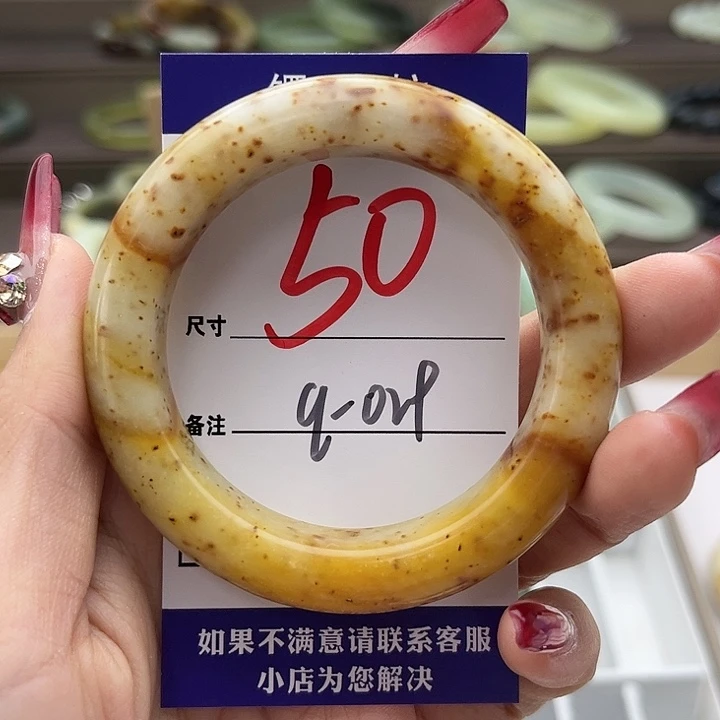 50
尺寸
备注 q-orf
如果不满意请联系客服
小店为您解决